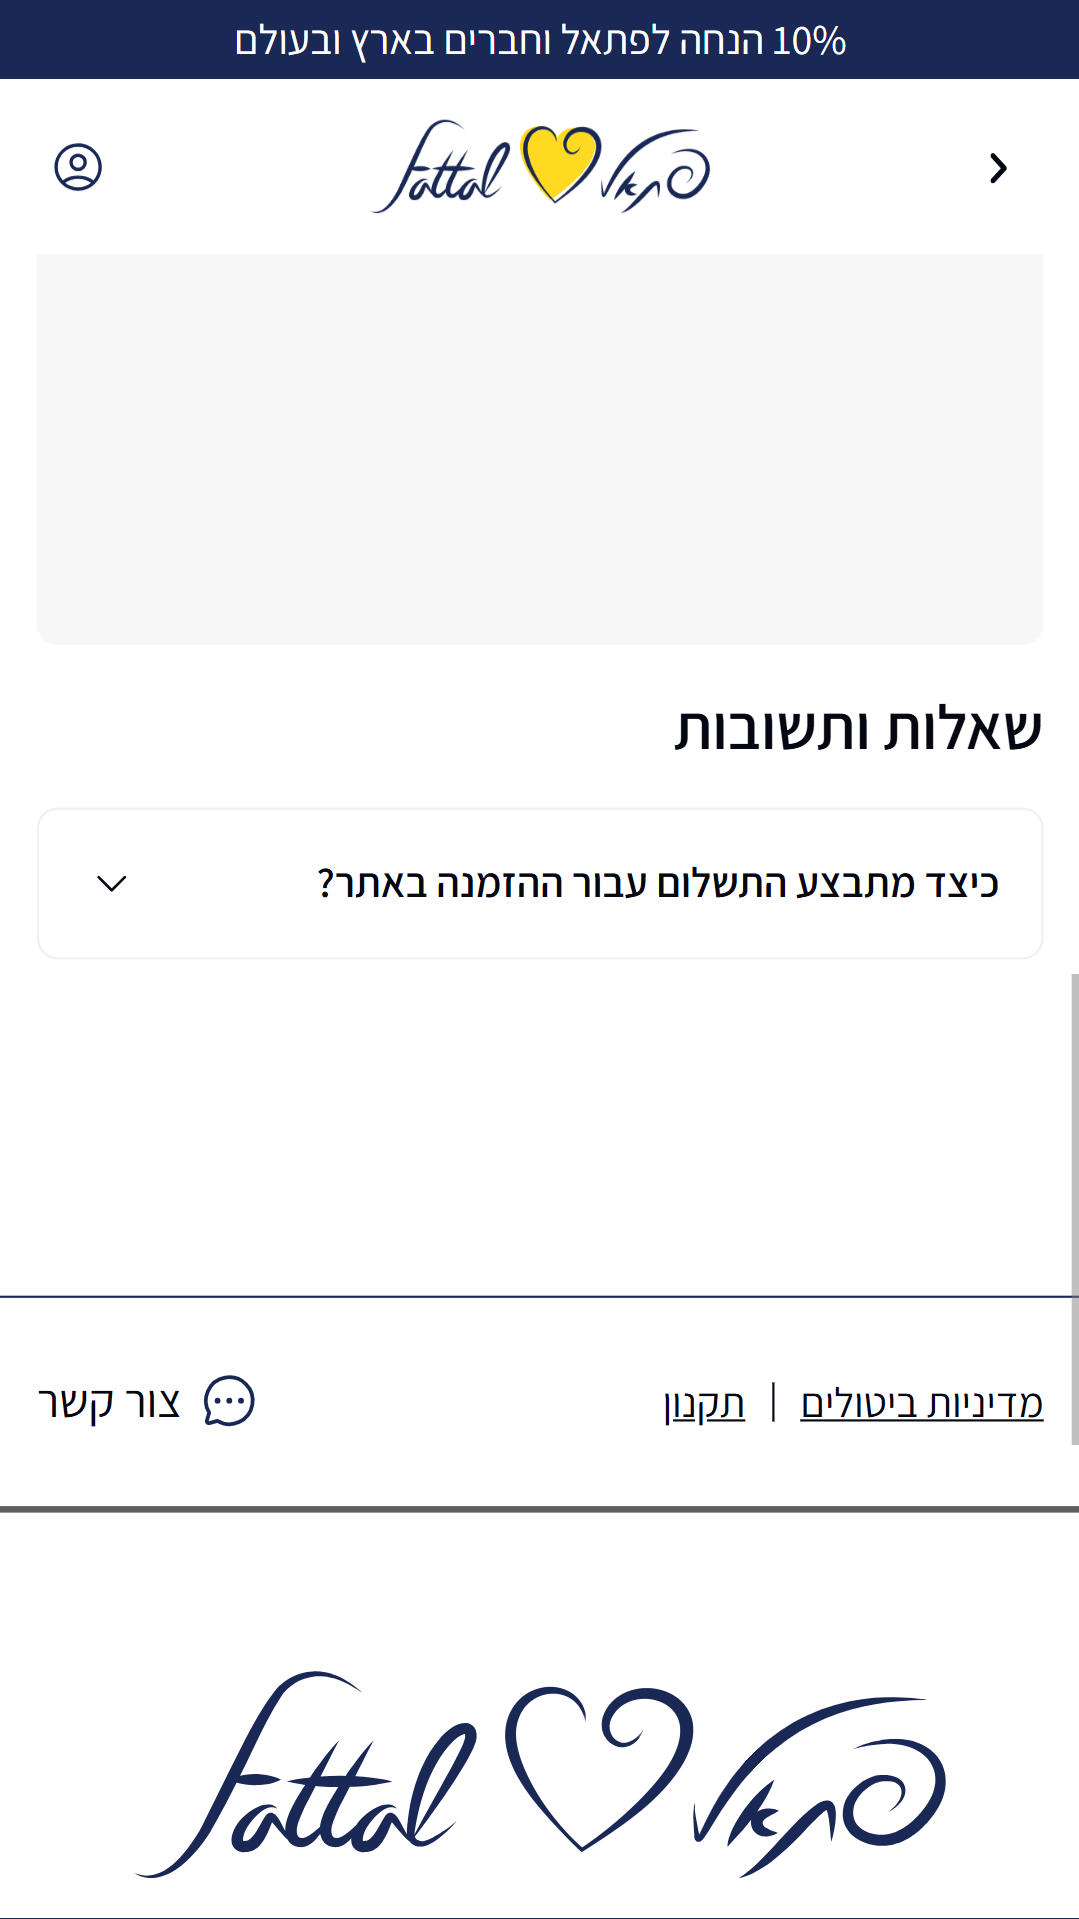 10% הנחה לפתאל וחברים בארץ ובעולם
פתאל fattal
שאלות ותשובות
כיצד מתבצע התשלום עבור ההזמנה באתר?
מדיניות ביטולים | תקנון
צור קשר
פתאל fattal